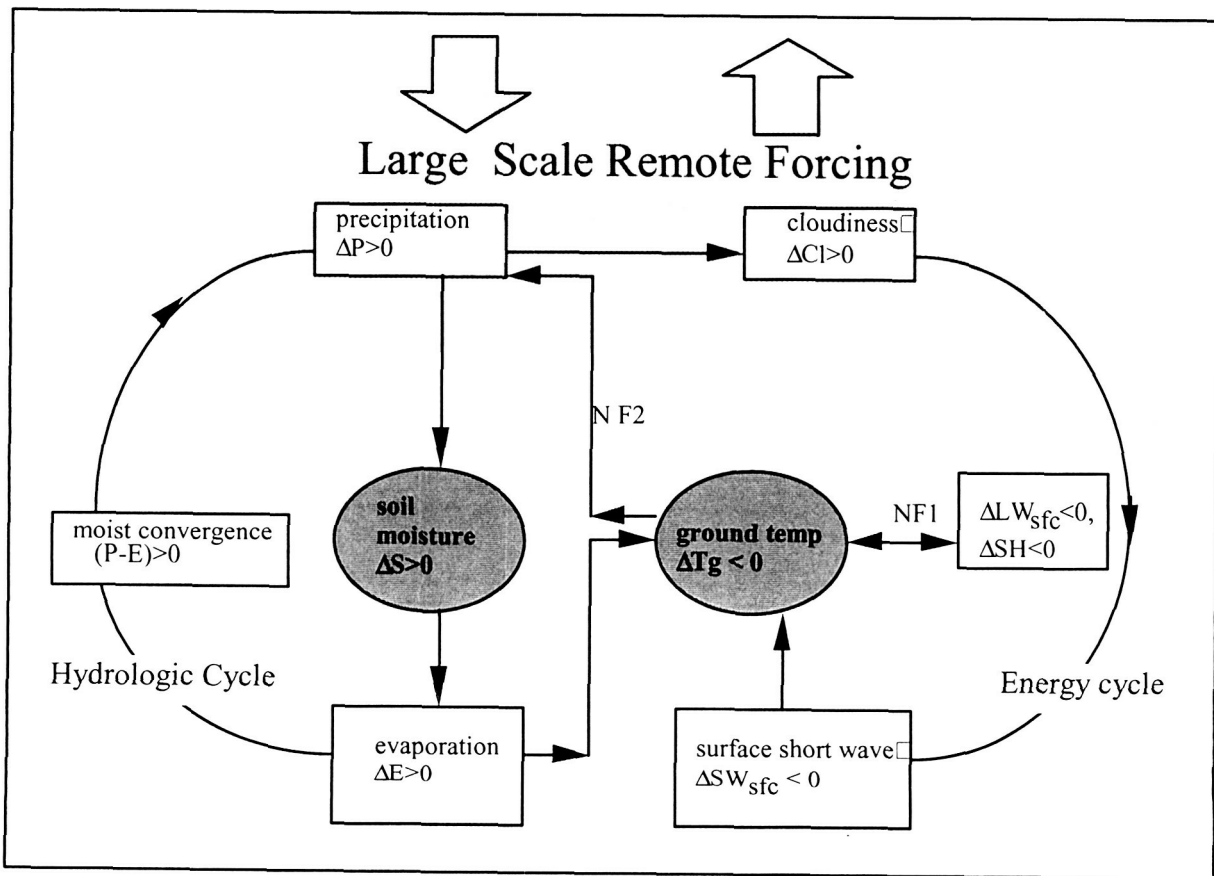 Large Scale Remote Forcing
precipitation
ΔP>0
cloudiness□
ΔCl>0
N F2
soil
moisture
ΔS>0
ground temp
ΔTg < 0
NF1
ΔLWsfc<0,
ΔSH<0
moist convergence
(P-E)>0
Hydrologic Cycle
Energy cycle
evaporation
ΔE>0
surface short wave□
ΔSWsfc < 0